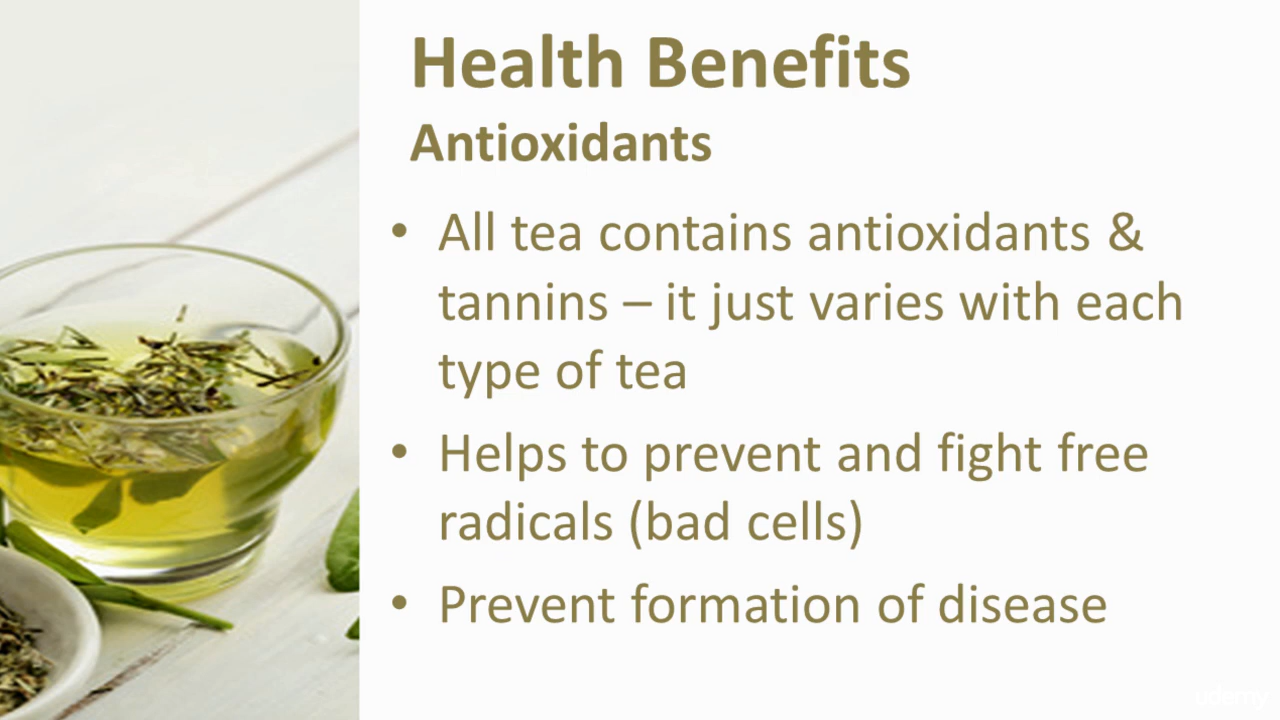 Health Benefits
Antioxidants
• All tea contains antioxidants &
tannins – it just varies with each
type of tea
• Helps to prevent and fight free
radicals (bad cells)
• Prevent formation of disease
udemy